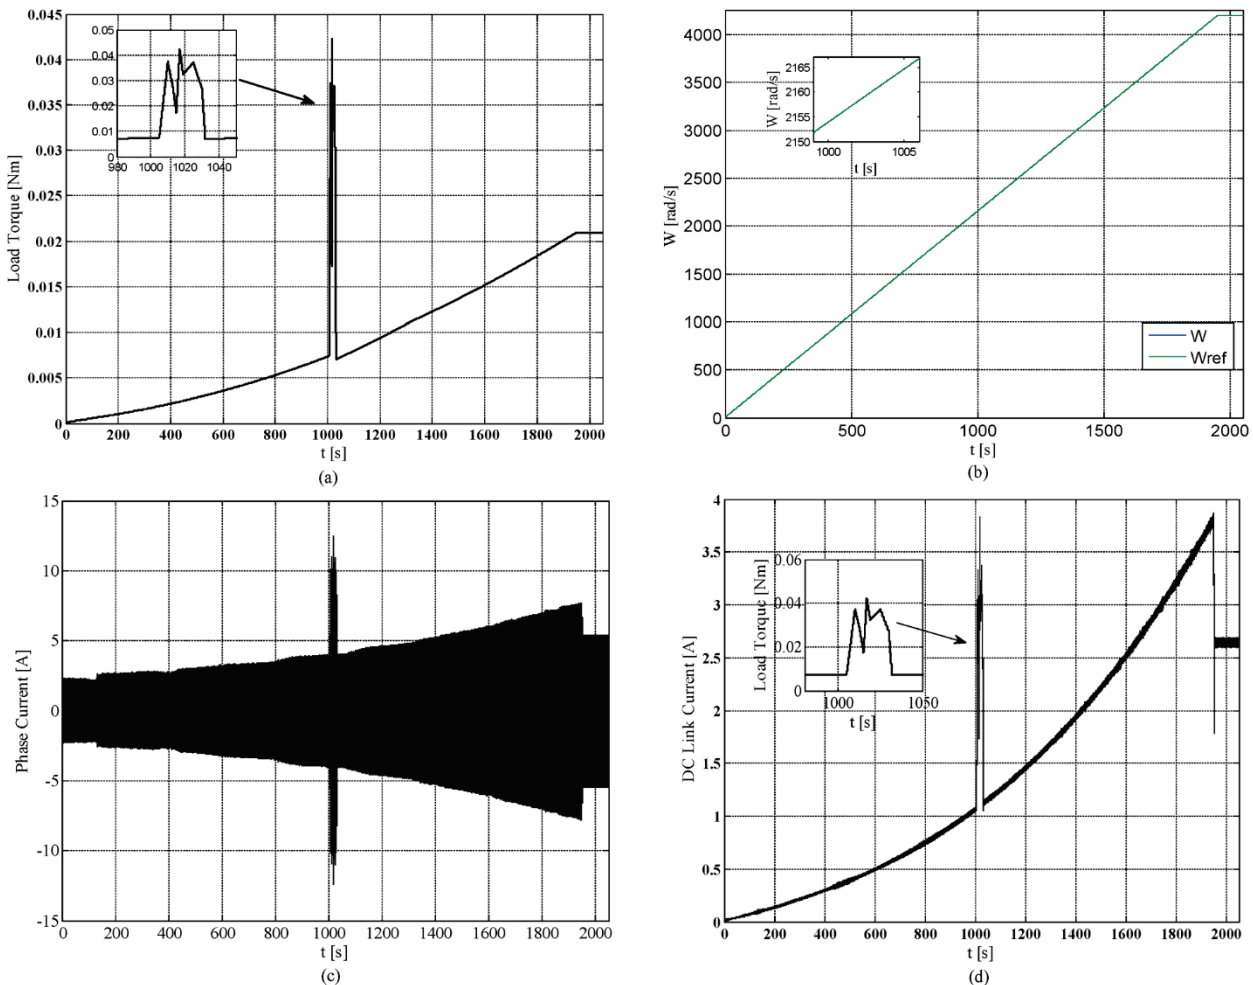 0.045
0.04
0.035
0.03
0.025
0.02
0.015
0.01
0.005
0
Load Torque [Nm]
0 200 400 600 800 1000 1200 1400 1600 1800 2000
t [s]
(a)
0.05
0.04
0.03
0.02
0.01
0
980 1000 1020 1040
4000
3500
3000
2500
2000
1500
1000
500
0
W [rad/s]
0 500 1000 1500 2000
t [s]
(b)
2165
2160
2155
2150
W [rad/s]
1000 1005
t [s]
W
Wref
15
10
5
0
-5
-10
-15
Phase Current [A]
0 200 400 600 800 1000 1200 1400 1600 1800 2000
t [s]
(c)
4
3.5
3
2.5
2
1.5
1
0.5
0
DC Link Current [A]
0 200 400 600 800 1000 1200 1400 1600 1800 2000
t [s]
(d)
0.06
0.04
0.02
0
Load Torque [Nm]
1000 1050
t [s]